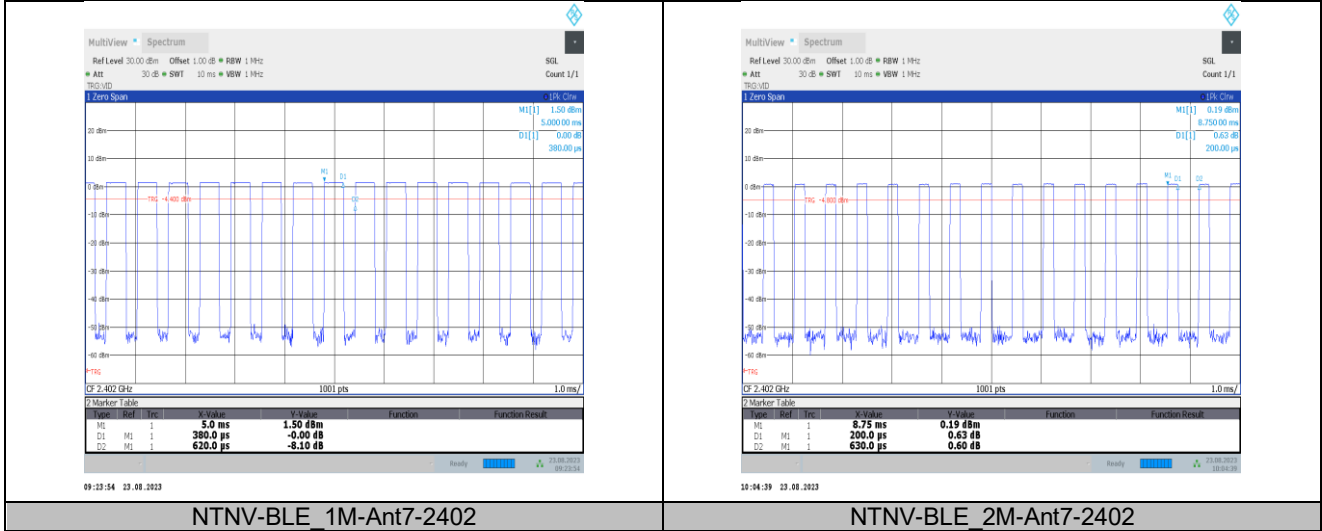 MultiView Spectrum
Ref Level 30.00 dBm Offset 1.00 dB RBW 1 MHz SGL
Att 30 dB SWT 10 ms VBW 1 MHz Count 1/1
TRG:VID
1 Zero Span 1Pk Clrw
M1[1] 1.50 dBm
5.000 00 ms
D1[1] 0.00 dB
380.00 µs
20 dBm
10 dBm
M1 D1
0 dBm
TRG -4.400 dBm
D2
-10 dBm
-20 dBm
-30 dBm
-40 dBm
-50 dBm
-60 dBm
TRG
CF 2.402 GHz 1001 pts 1.0 ms/
2 Marker Table
Type Ref Trc X-Value Y-Value Function Function Result
M1 1 5.0 ms 1.50 dBm
D1 M1 1 380.0 µs -0.00 dB
D2 M1 1 620.0 µs -8.10 dB
Ready 23.08.2023
09:23:54
09:23:54 23.08.2023
NTNV-BLE_1M-Ant7-2402
MultiView Spectrum
Ref Level 30.00 dBm Offset 1.00 dB RBW 1 MHz SGL
Att 30 dB SWT 10 ms VBW 1 MHz Count 1/1
TRG:VID
1 Zero Span 1Pk Clrw
M1[1] 0.19 dBm
8.750 00 ms
D1[1] 0.63 dB
200.00 µs
20 dBm
10 dBm
M1 D1 D2
0 dBm
TRG -4.800 dBm
-10 dBm
-20 dBm
-30 dBm
-40 dBm
-50 dBm
-60 dBm
TRG
CF 2.402 GHz 1001 pts 1.0 ms/
2 Marker Table
Type Ref Trc X-Value Y-Value Function Function Result
M1 1 8.75 ms 0.19 dBm
D1 M1 1 200.0 µs 0.63 dB
D2 M1 1 630.0 µs 0.60 dB
Ready 23.08.2023
10:04:39
10:04:39 23.08.2023
NTNV-BLE_2M-Ant7-2402